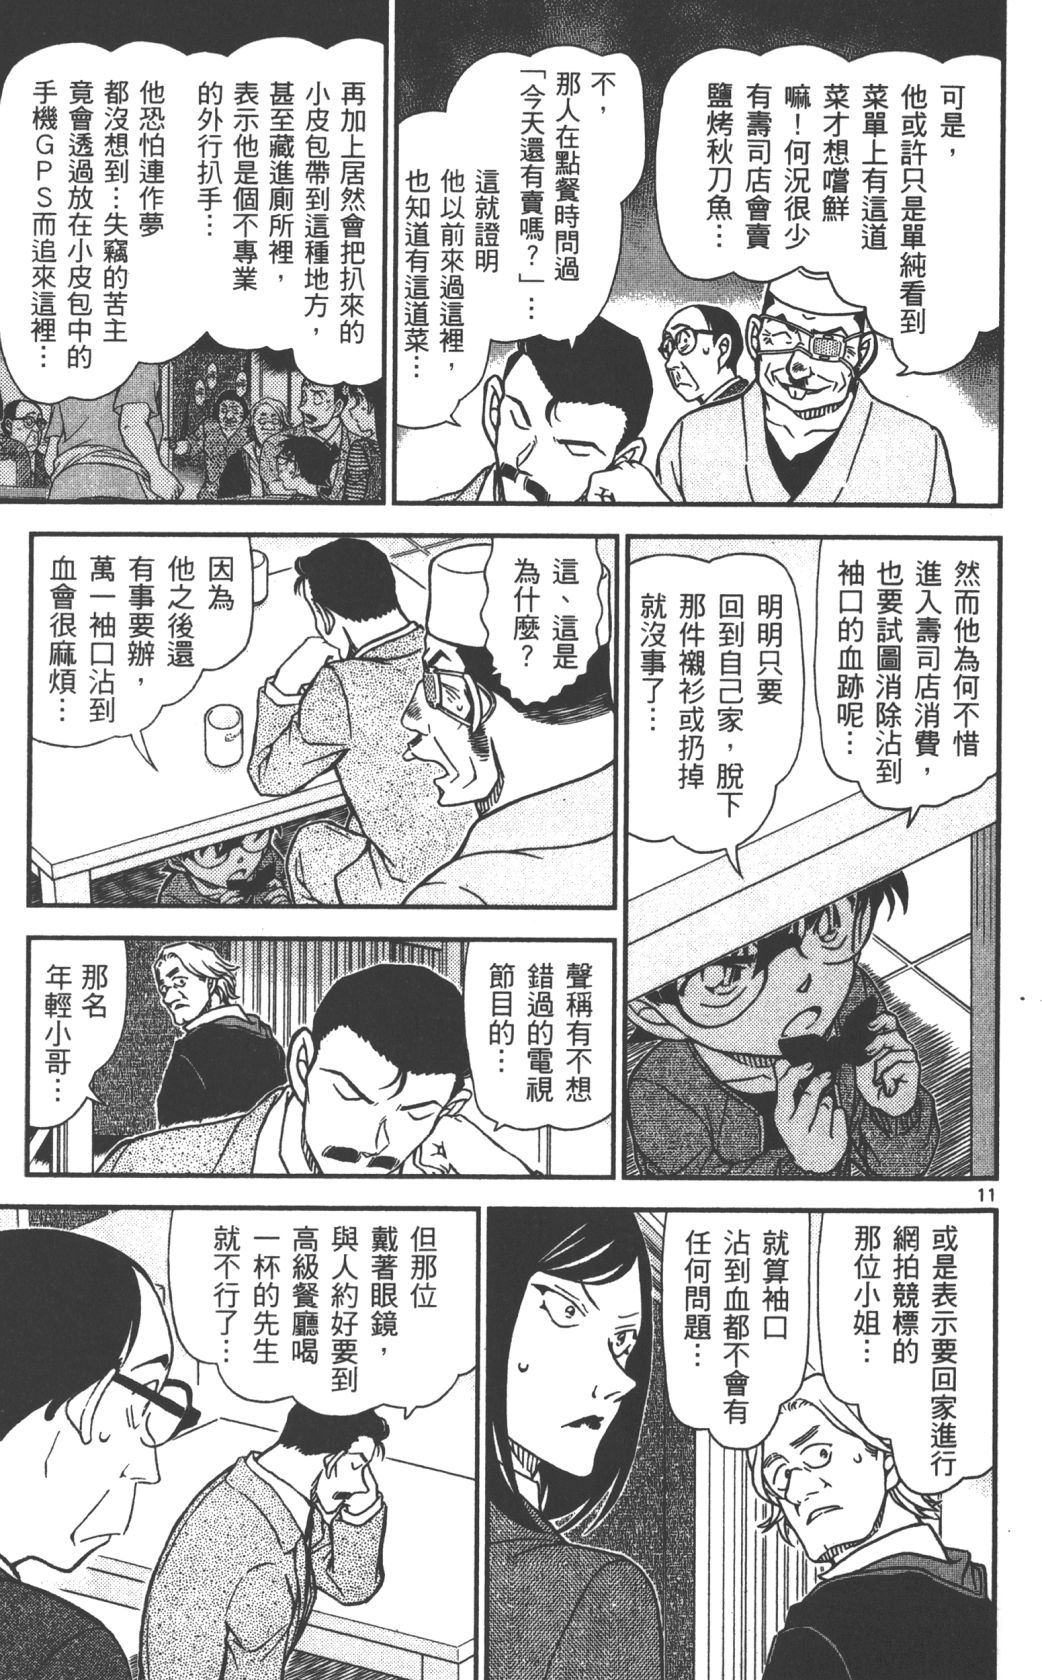 可是，
他或許只是單純看到
菜單上有這道
菜才想嚐鮮
嘛！何況很少
有壽司店會賣
鹽烤秋刀魚…
不，
那人在點餐時問過
「今天還有賣嗎？」…
這就證明
他以前來過這裡，
也知道有這道菜…
再加上居然會把扒來的
小皮包帶到這種地方，
甚至藏進廁所裡，
表示他是個不專業
的外行扒手…
他恐怕連作夢
都沒想到…失竊的苦主
竟會透過放在小皮包中的
手機GPS而追來這裡…
然而他為何不惜
進入壽司店消費，
也要試圖消除沾到
袖口的血跡呢…
明明只要
回到自己家，脫下
那件襯衫或扔掉
就沒事了…
這、這是
為什麼？
因為
他之後還
有事要辦，
萬一袖口沾到
血會很麻煩…
聲稱有不想
錯過的電視
節目的…
那名
年輕小哥…
11
或是表示要回家進行
網拍競標的
那位小姐…
就算袖口
沾到血都不會有
任何問題…
但那位
戴著眼鏡，
與人約好要到
高級餐廳喝
一杯的先生
就不行了…